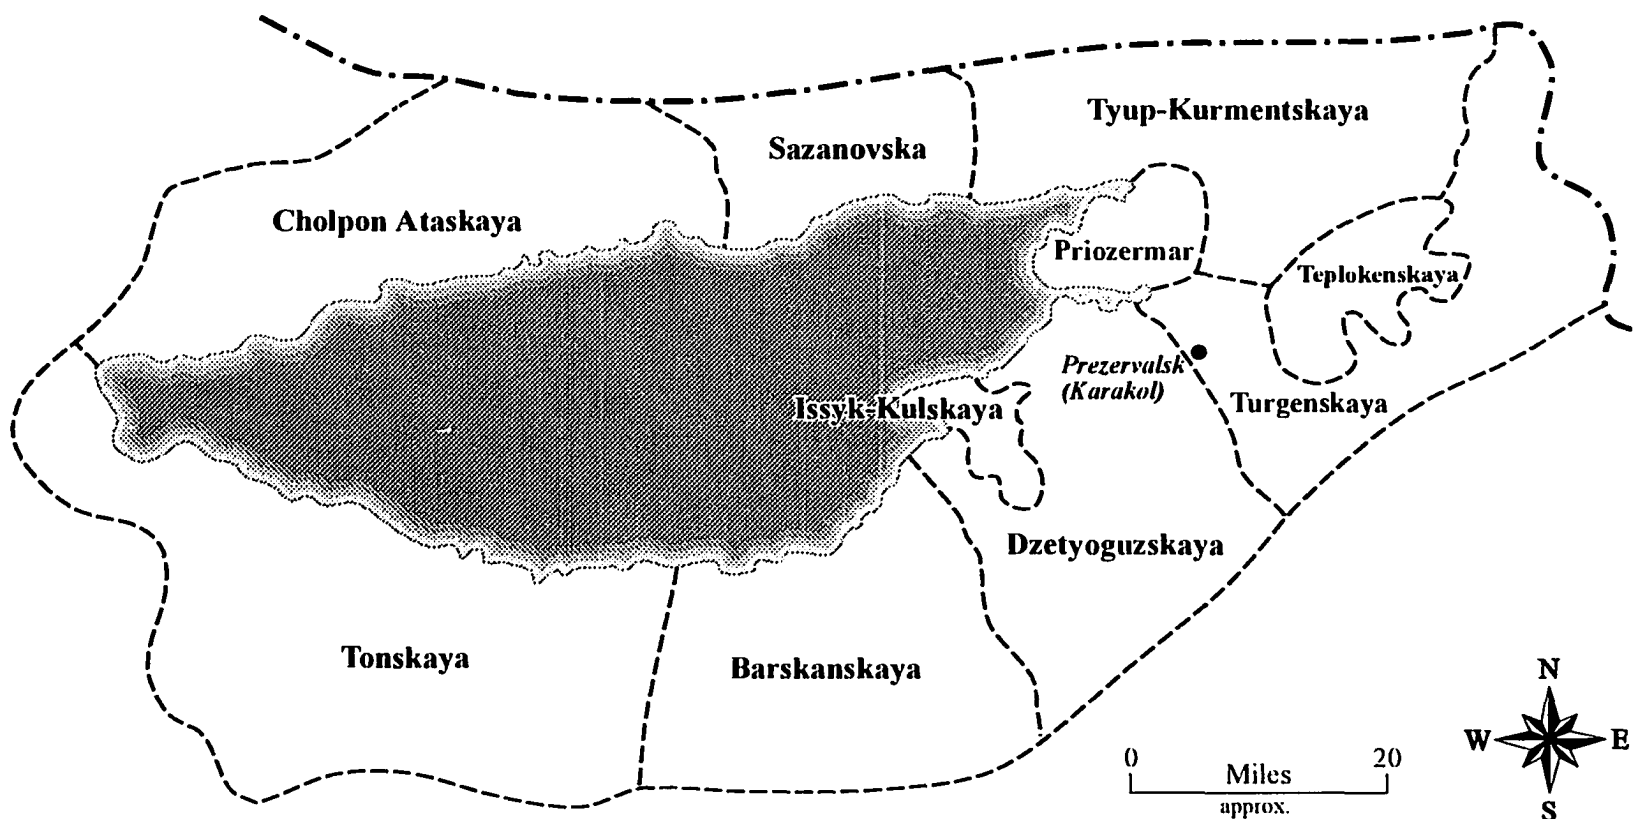 Tyup-Kurmentskaya
Sazanovska
Cholpon Ataskaya
Priozermar
Teplokenskaya
Prezervalsk
(Karakol)
Issyk-Kulskaya
Turgenskaya
Dzetyoguzskaya
Tonskaya
Barskanskaya
N
W E
S
0 20
Miles
approx.